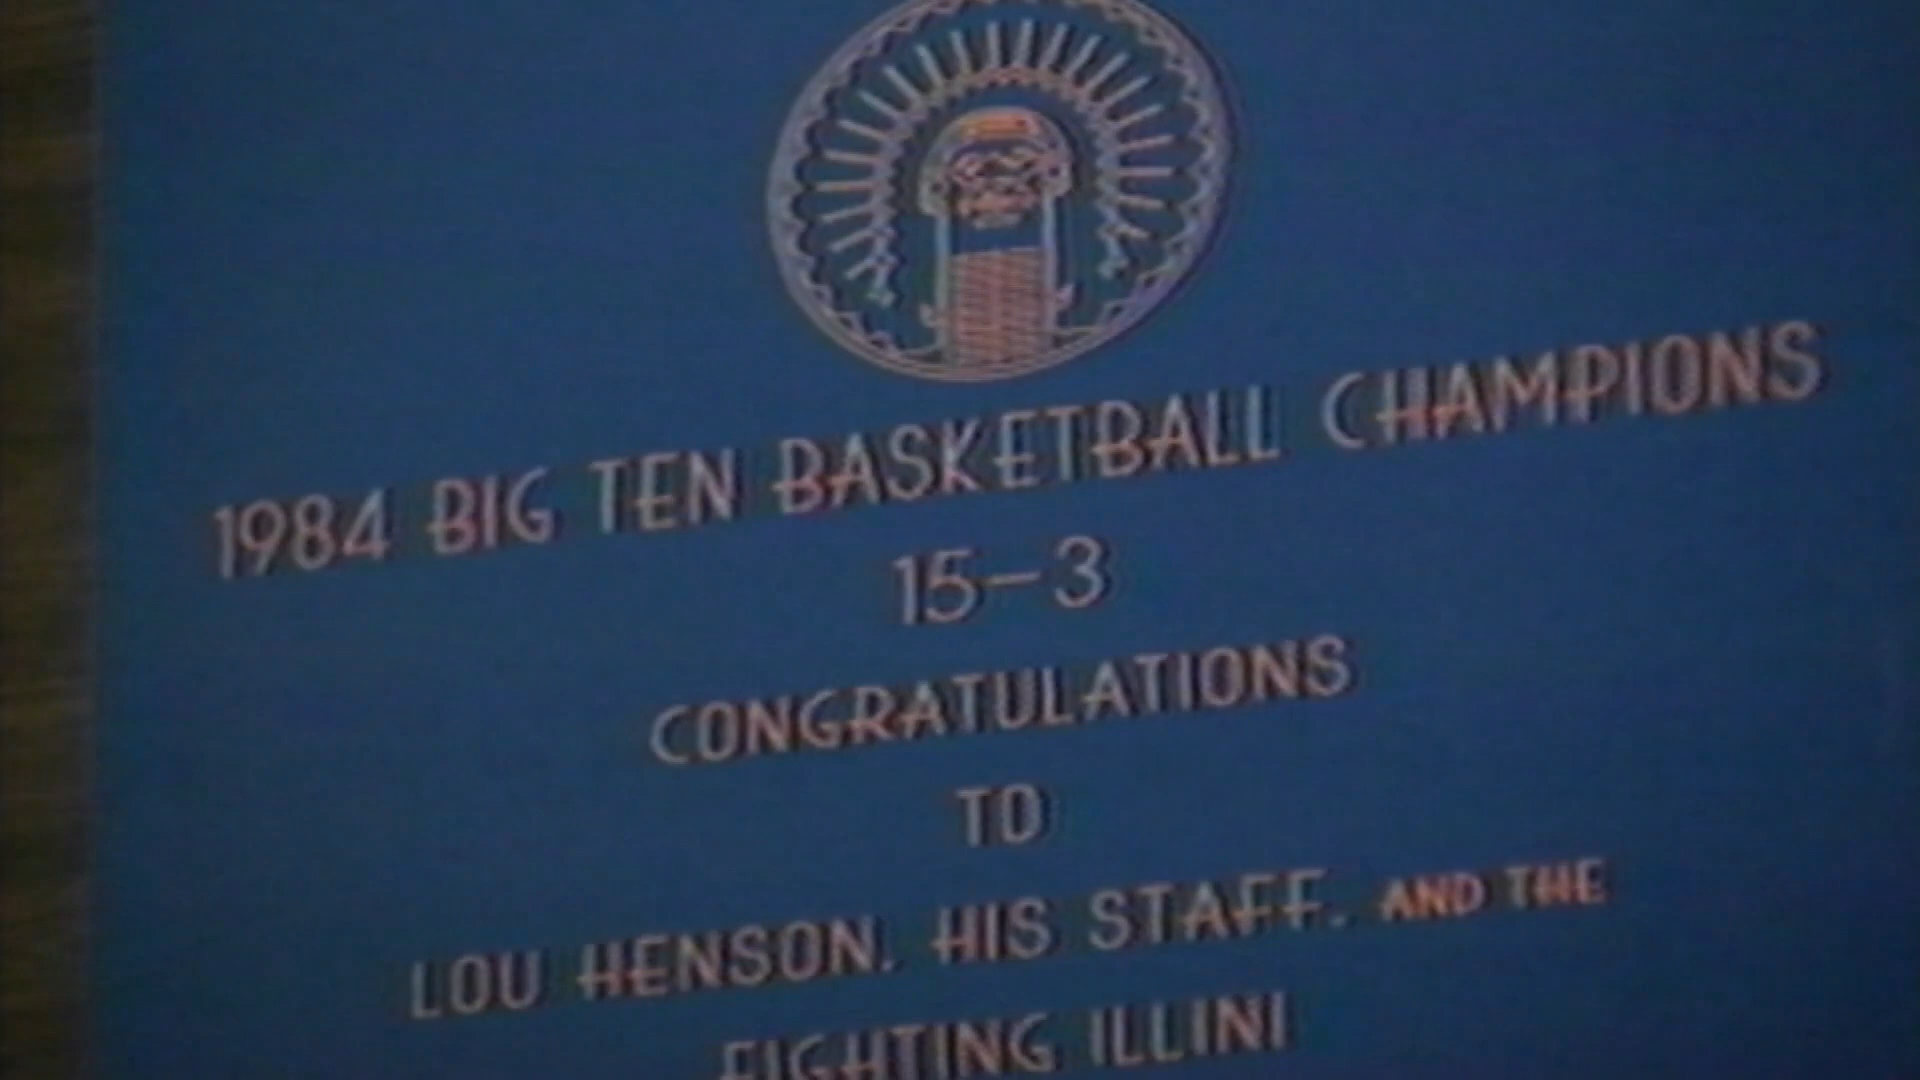 1984 BIG TEN BASKETBALL CHAMPIONS
15-3
CONGRATULATIONS
TO
LOU HENSON, HIS STAFF, AND THE
FIGHTING ILLINI